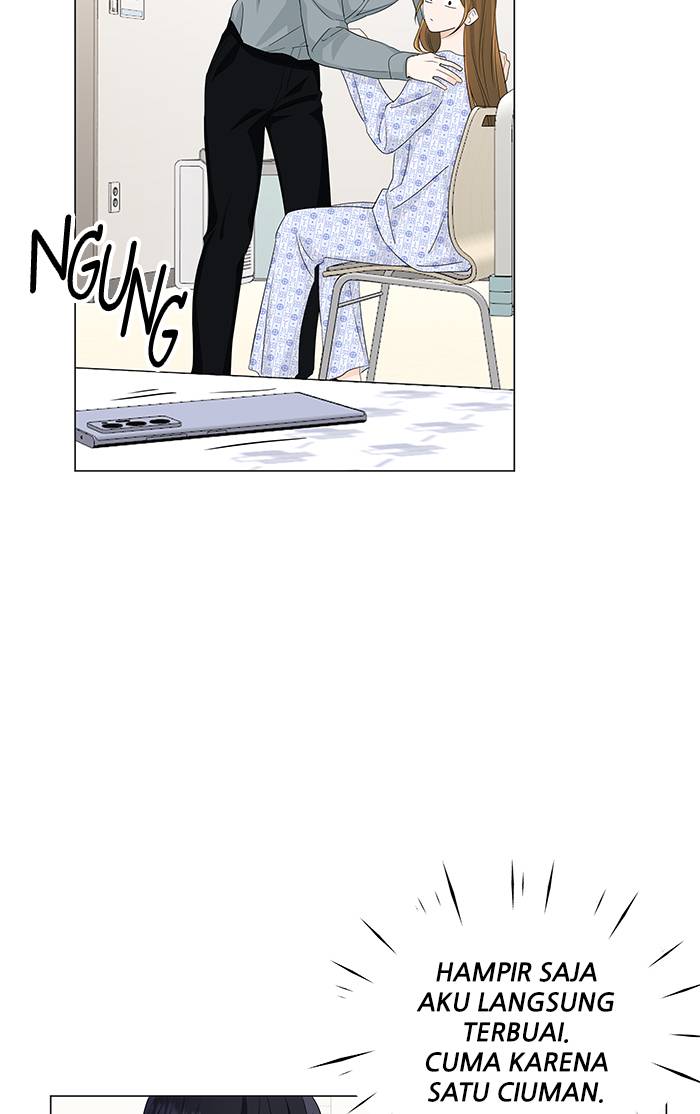 NGUNG
HAMPIR SAJA
AKU LANGSUNG
TERBUAI.
CUMA KARENA
SATU CIUMAN.